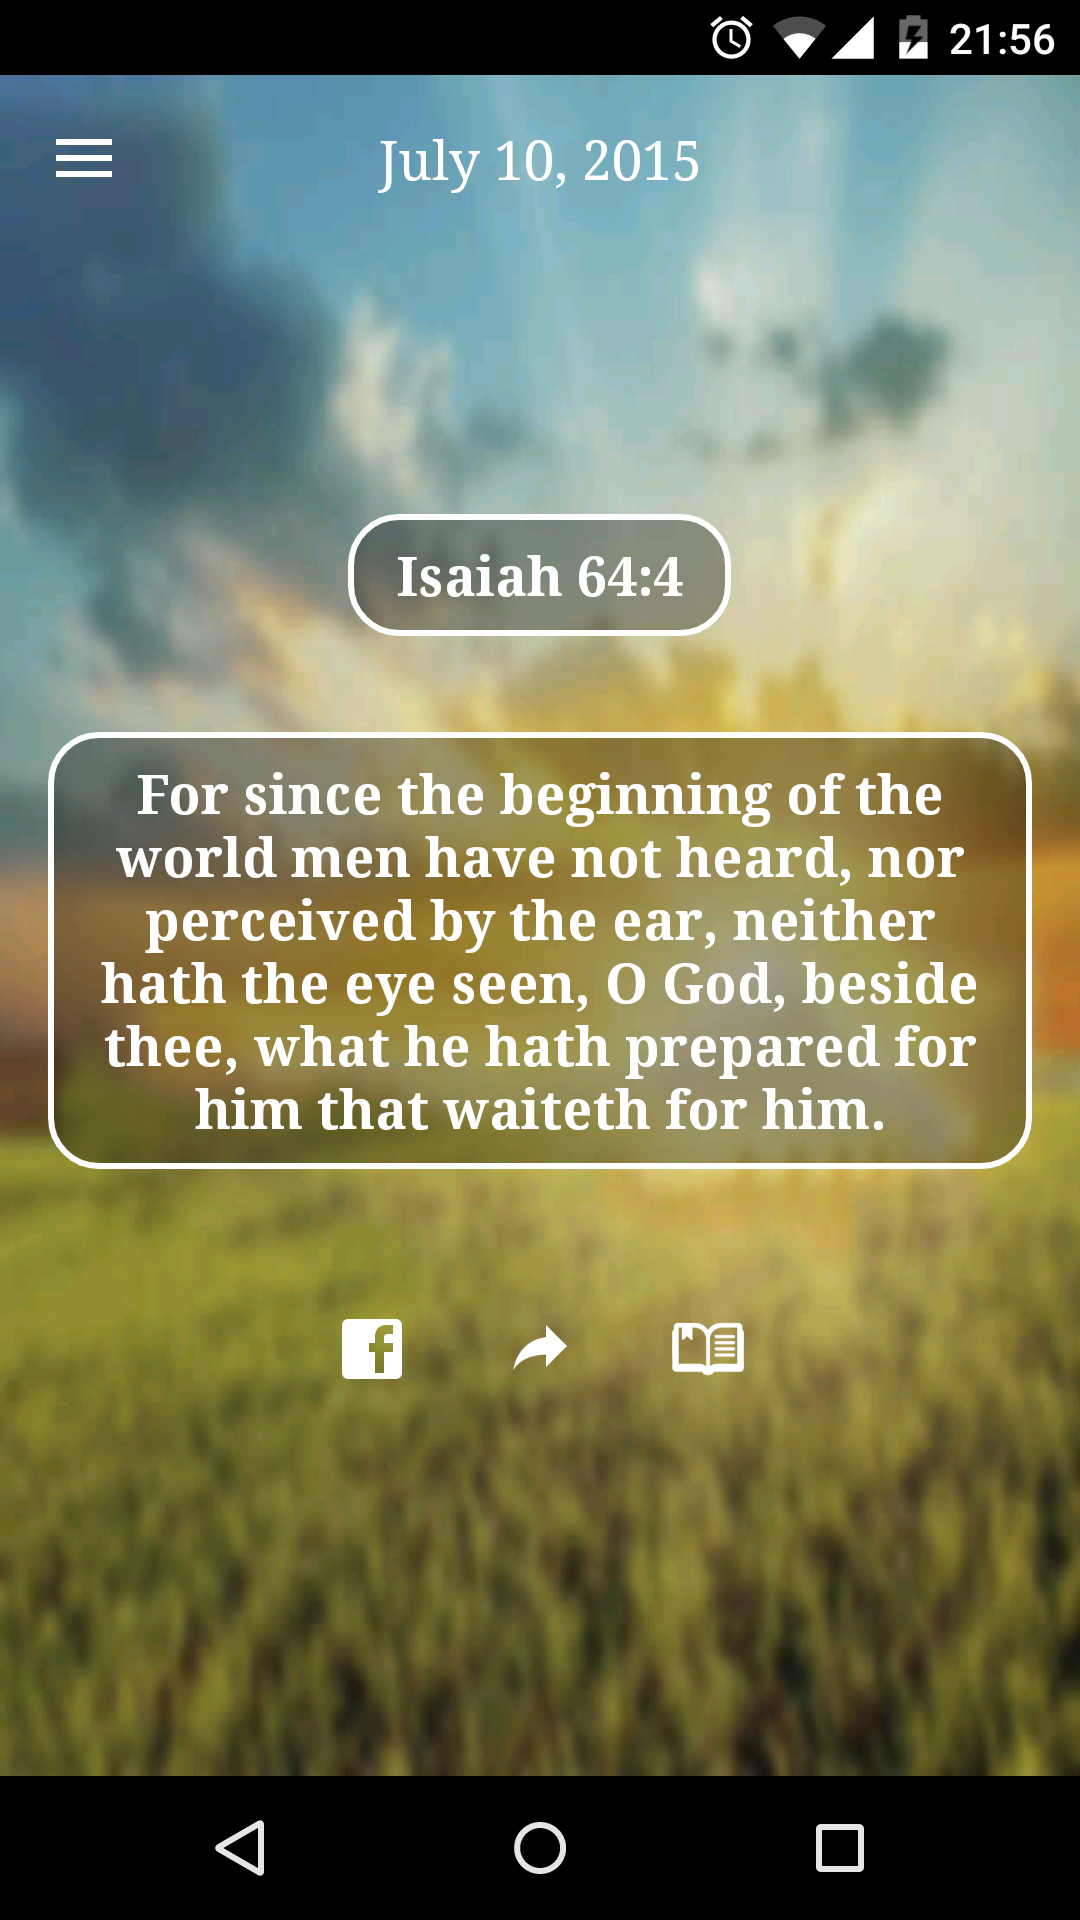 21:56
July 10, 2015
Isaiah 64:4
For since the beginning of the
world men have not heard, nor
perceived by the ear, neither
hath the eye seen, O God, beside
thee, what he hath prepared for
him that waiteth for him.